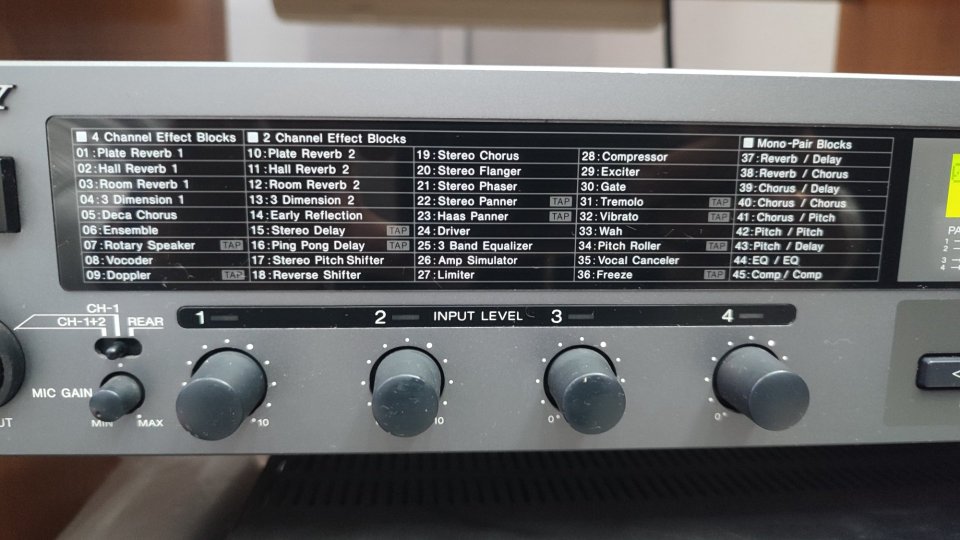 Y
4 Channel Effect Blocks
01:Plate Reverb 1
02:Hall Reverb 1
03:Room Reverb 1
04:3 Dimension 1
05:Deca Chorus
06:Ensemble
07:Rotary Speaker TAP
08:Vocoder
09:Doppler TAP
2 Channel Effect Blocks
10:Plate Reverb 2
11:Hall Reverb 2
12:Room Reverb 2
13:3 Dimension 2
14:Early Reflection
15:Stereo Delay TAP
16:Ping Pong Delay TAP
17:Stereo Pitch Shifter
18:Reverse Shifter
19:Stereo Chorus
20:Stereo Flanger
21:Stereo Phaser
22:Stereo Panner TAP
23:Haas Panner TAP
24:Driver
25:3 Band Equalizer
26:Amp Simulator
27:Limiter
28:Compressor
29:Exciter
30:Gate
31:Tremolo TAP
32:Vibrato TAP
33:Wah
34:Pitch Roller TAP
35:Vocal Canceler
36:Freeze TAP
Mono-Pair Blocks
37:Reverb / Delay
38:Reverb / Chorus
39:Chorus / Delay
40:Chorus / Chorus
41:Chorus / Pitch
42:Pitch / Pitch
43:Pitch / Delay
44:EQ / EQ
45:Comp / Comp
PA
1
2
3
4
CH-1
CH-1+2
REAR
1 2 INPUT LEVEL 3 4
MIC GAIN
MIN MAX
UT
10
10
0
0
<